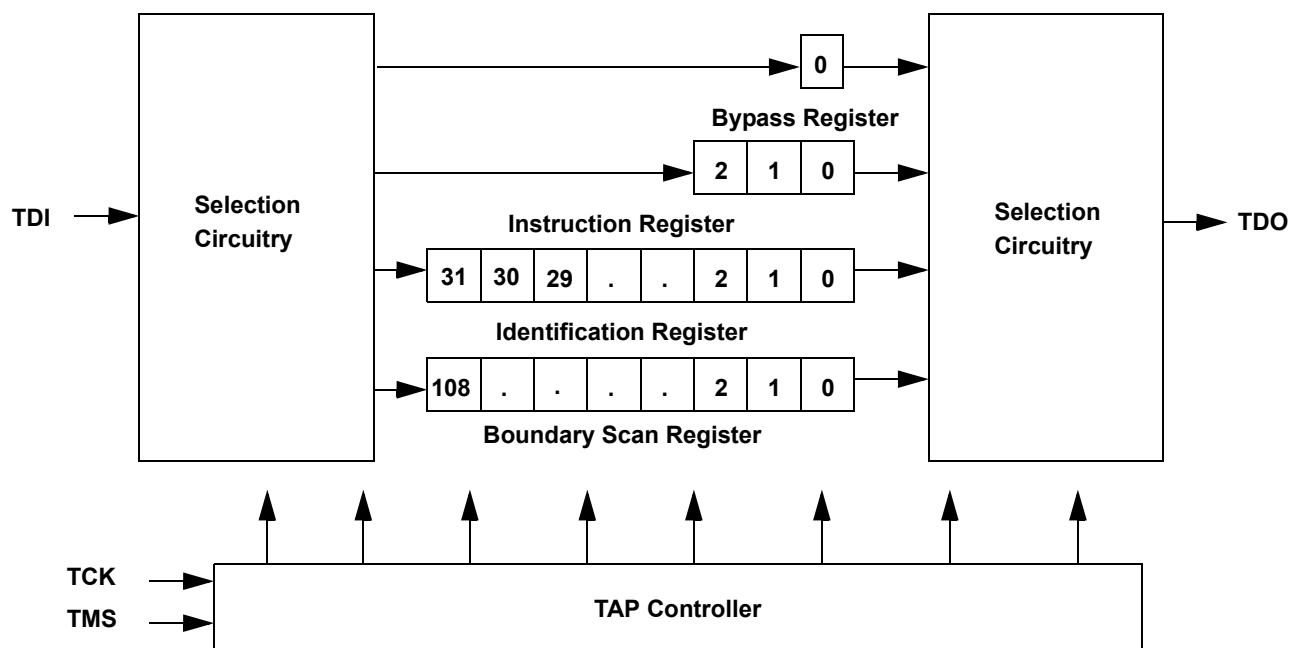 0
Bypass Register
2 1 0
TDI
Selection
Circuitry
Selection
Circuitry
TDO
Instruction Register
31 30 29 . . 2 1 0
Identification Register
108 . . . . 2 1 0
Boundary Scan Register
TCK
TMS
TAP Controller